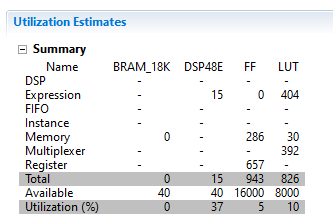 Utilization Estimates
Summary
Name BRAM_18K DSP48E FF LUT
DSP - - - -
Expression - 15 0 404
FIFO - - - -
Instance - - - -
Memory 0 - 286 30
Multiplexer - - - 392
Register - - 657 -
Total 0 15 943 826
Available 40 40 16000 8000
Utilization (%) 0 37 5 10